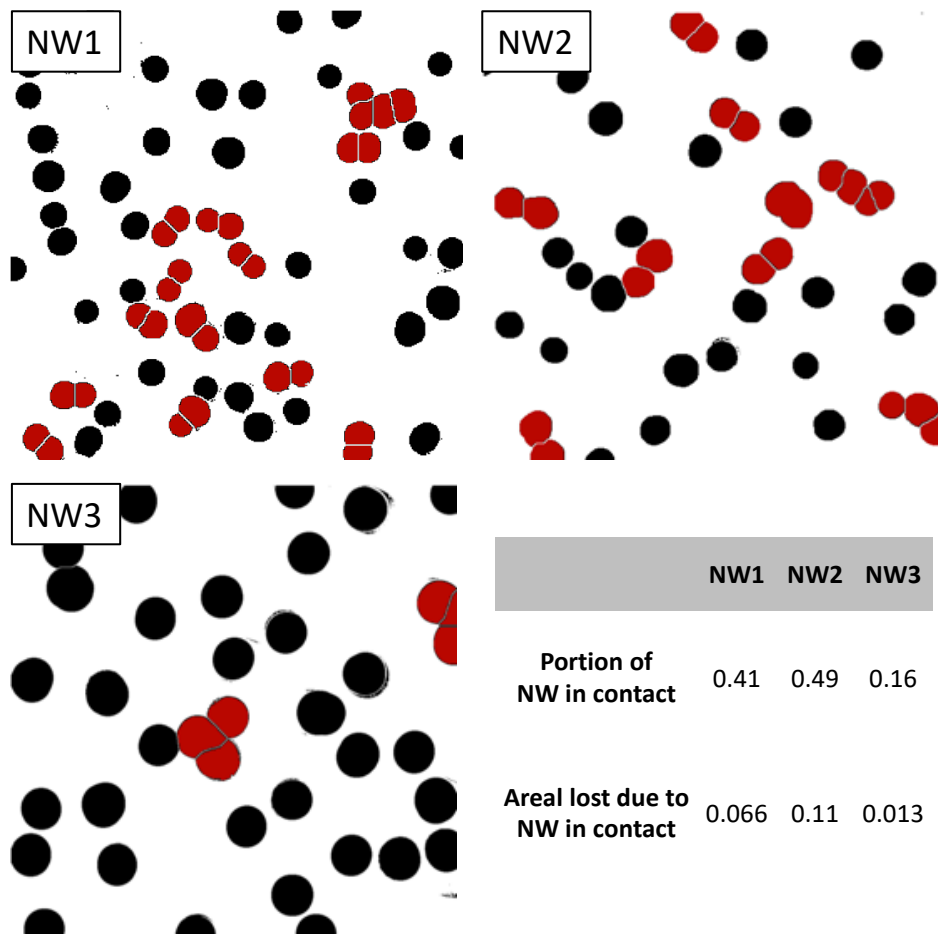 NW1
NW2
NW3
NW1 NW2 NW3
Portion of
NW in contact 0.41 0.49 0.16
Areal lost due to
NW in contact 0.066 0.11 0.013